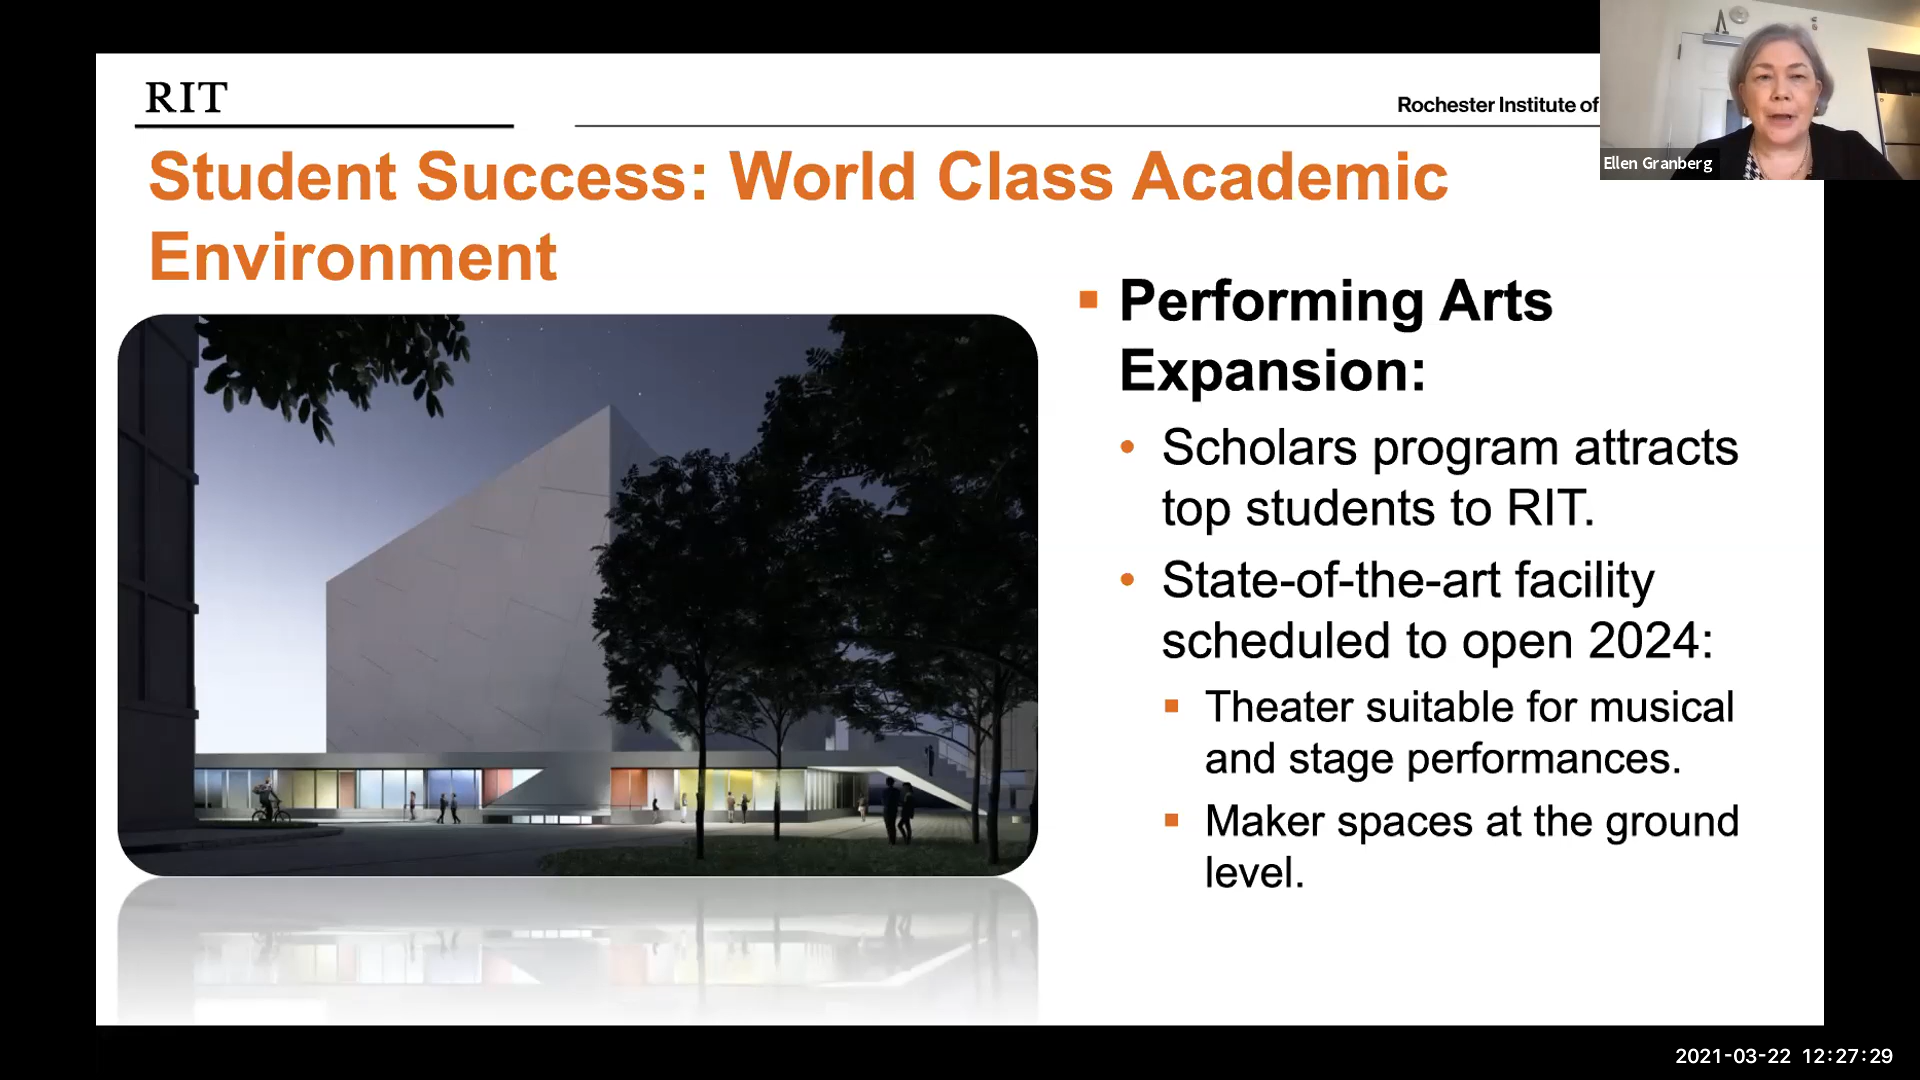 RIT
Rochester Institute of
Ellen Granberg
Student Success: World Class Academic
Environment
Performing Arts
Expansion:
Scholars program attracts
top students to RIT.
State-of-the-art facility
scheduled to open 2024:
Theater suitable for musical
and stage performances.
Maker spaces at the ground
level.
2021-03-22 12:27:29